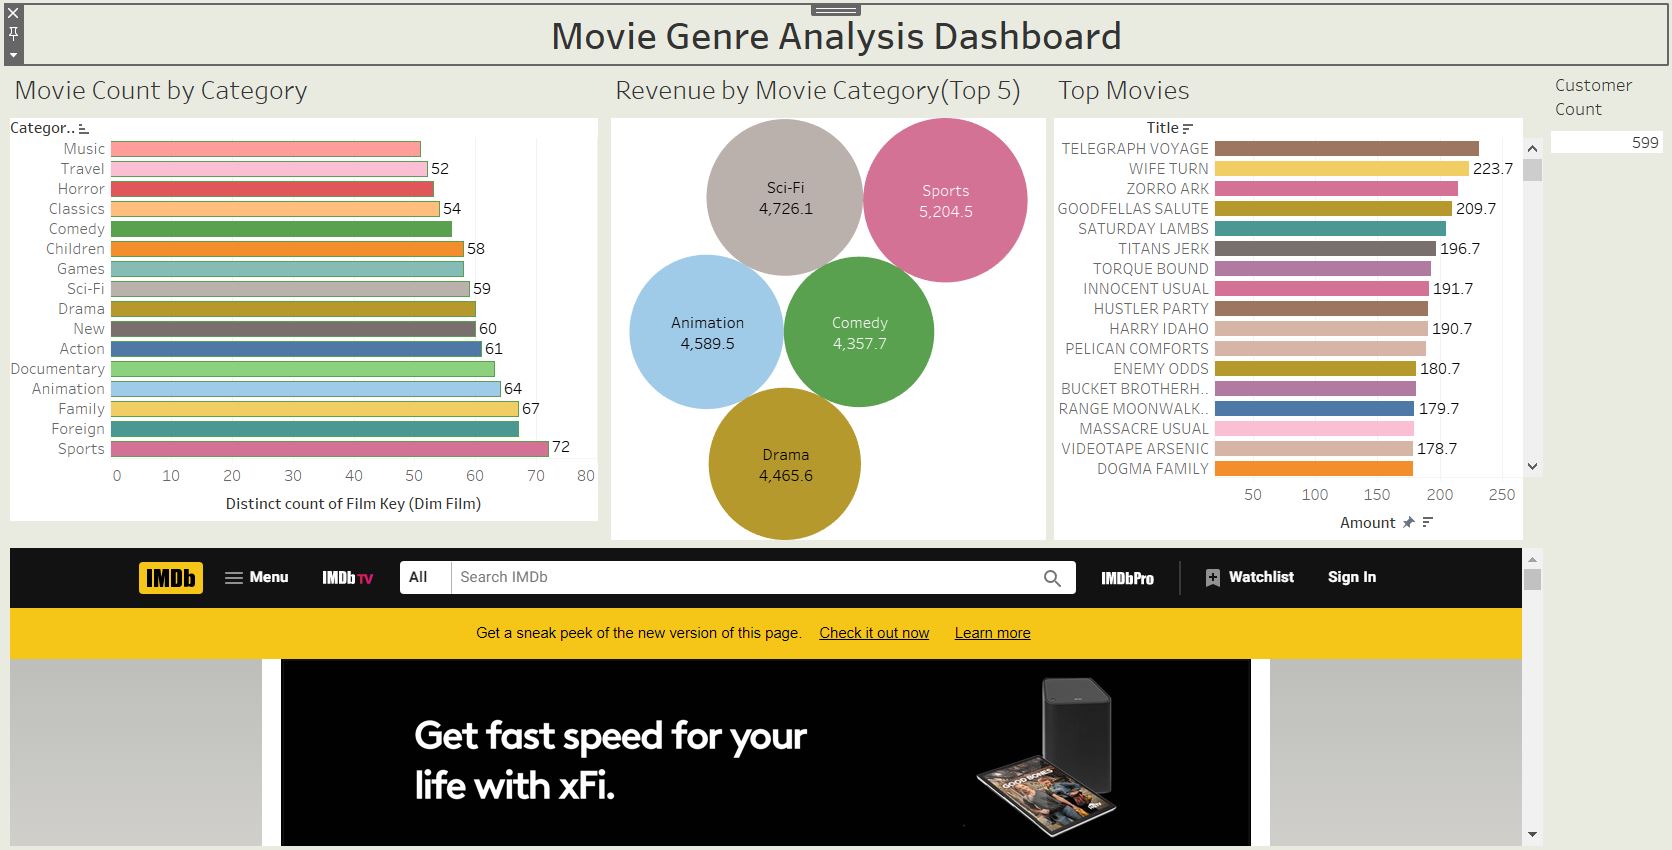 Movie Genre Analysis Dashboard
Movie Count by Category
Categor..
Music
Travel 52
Horror
Classics 54
Comedy
Children 58
Games
Sci-Fi 59
Drama
New 60
Action 61
Documentary
Animation 64
Family 67
Foreign
Sports 72
0 10 20 30 40 50 60 70 80
Distinct count of Film Key (Dim Film)
Revenue by Movie Category(Top 5)
Sci-Fi
4,726.1
Sports
5,204.5
Animation
4,589.5
Comedy
4,357.7
Drama
4,465.6
Top Movies
Title
TELEGRAPH VOYAGE
WIFE TURN 223.7
ZORRO ARK
GOODFELLAS SALUTE 209.7
SATURDAY LAMBS
TITANS JERK 196.7
TORQUE BOUND
INNOCENT USUAL 191.7
HUSTLER PARTY
HARRY IDAHO 190.7
PELICAN COMFORTS
ENEMY ODDS 180.7
BUCKET BROTHERH..
RANGE MOONWALK.. 179.7
MASSACRE USUAL
VIDEOTAPE ARSENIC 178.7
DOGMA FAMILY
50 100 150 200 250
Amount
Customer
Count
599
IMDb Menu IMDb TV All Search IMDb IMDbPro Watchlist Sign In
Get a sneak peek of the new version of this page. Check it out now Learn more
Get fast speed for your
life with xFi.
GOOD BONES